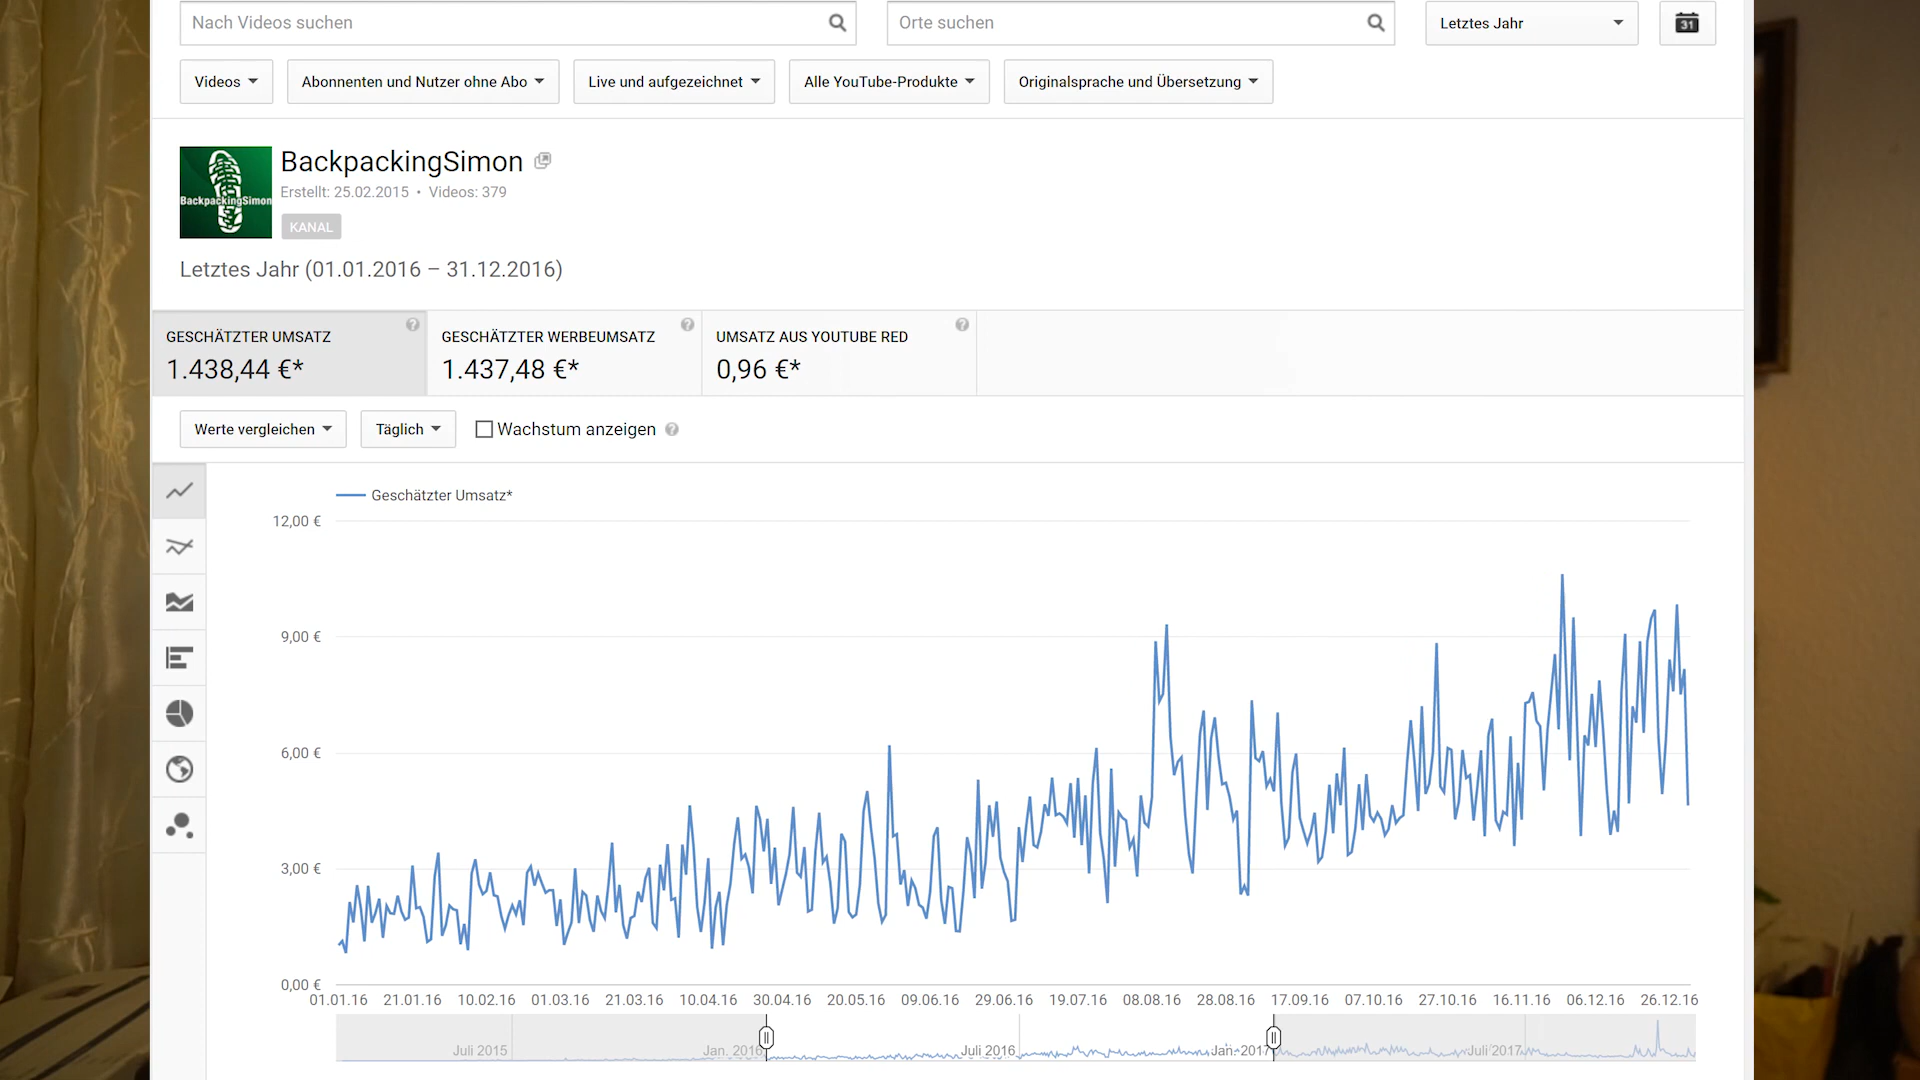 Nach Videos suchen
Orte suchen
Letztes Jahr
31
Videos
Abonnenten und Nutzer ohne Abo
Live und aufgezeichnet
Alle YouTube-Produkte
Originalsprache und Übersetzung
BackpackingSimon
BackpackingSimon
Erstellt: 25.02.2015 • Videos: 379
KANAL
Letztes Jahr (01.01.2016 – 31.12.2016)
GESCHÄTZTER UMSATZ
1.438,44 €*
GESCHÄTZTER WERBEUMSATZ
1.437,48 €*
UMSATZ AUS YOUTUBE RED
0,96 €*
Werte vergleichen
Täglich
Wachstum anzeigen
Geschätzter Umsatz*
12,00 €
9,00 €
6,00 €
3,00 €
0,00 €
01.01.16 21.01.16 10.02.16 01.03.16 21.03.16 10.04.16 30.04.16 20.05.16 09.06.16 29.06.16 19.07.16 08.08.16 28.08.16 17.09.16 07.10.16 27.10.16 16.11.16 06.12.16 26.12.16
Juli 2015 Jan. 2016 Juli 2016 Jan. 2017 Juli 2017